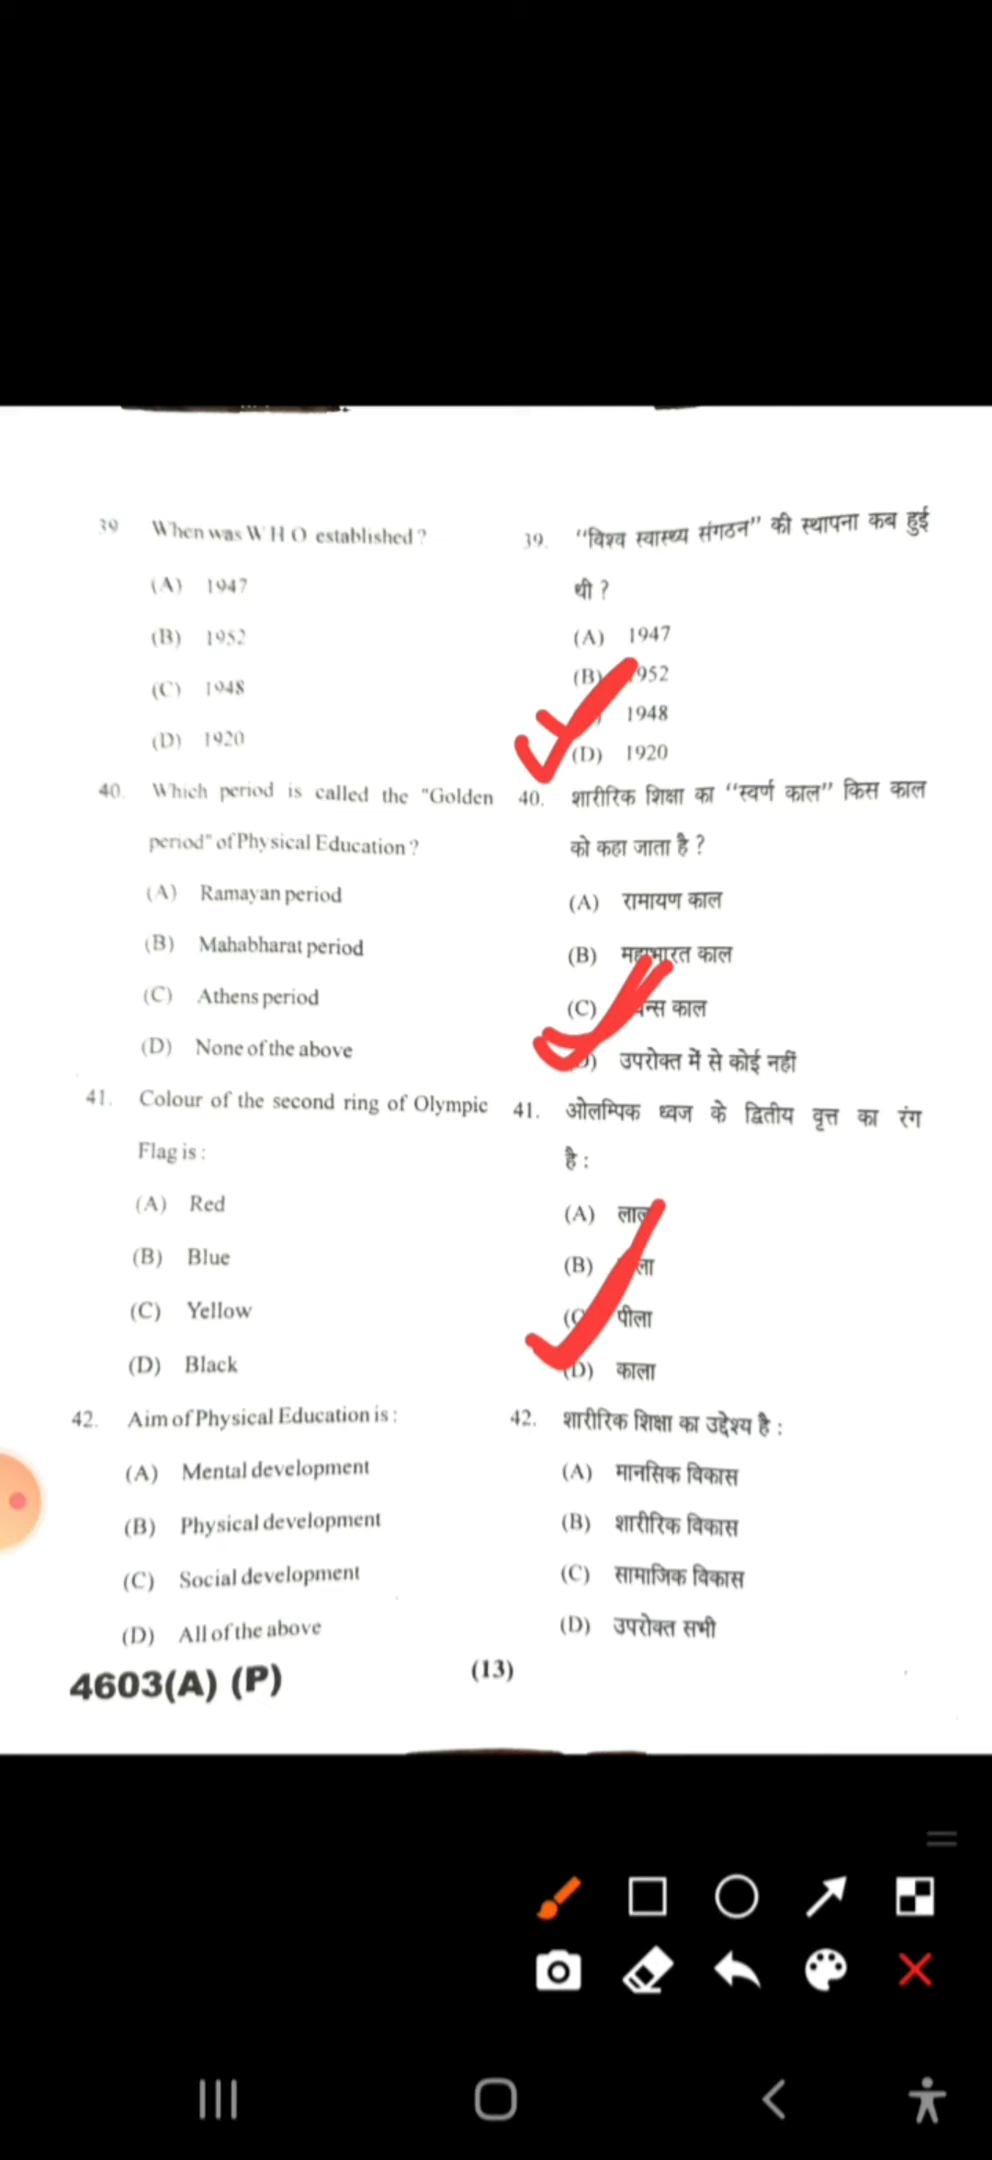 39 When was W H O established ?
(A) 1947
(B) 1952
(C) 1948
(D) 1920
40. Which period is called the "Golden
period" of Physical Education ?
(A) Ramayan period
(B) Mahabharat period
(C) Athens period
(D) None of the above
41. Colour of the second ring of Olympic
Flag is :
(A) Red
(B) Blue
(C) Yellow
(D) Black
42. Aim of Physical Education is :
(A) Mental development
(B) Physical development
(C) Social development
(D) All of the above
39. “विश्व स्वास्थ्य संगठन” की स्थापना कब हुई
थी ?
(A) 1947
(B) 1952
1948
(D) 1920
40. शारीरिक शिक्षा का “स्वर्ण काल” किस काल
को कहा जाता है ?
(A) रामायण काल
(B) महाभारत काल
(C) काल
उपरोक्त में से कोई नहीं
41. ओलम्पिक ध्वज के द्वितीय वृत्त का रंग
है :
(A) लाल
(B)
(C) पीला
(D) काला
42. शारीरिक शिक्षा का उद्देश्य है :
(A) मानसिक विकास
(B) शारीरिक विकास
(C) सामाजिक विकास
(D) उपरोक्त सभी
4603(A) (P)
(13)